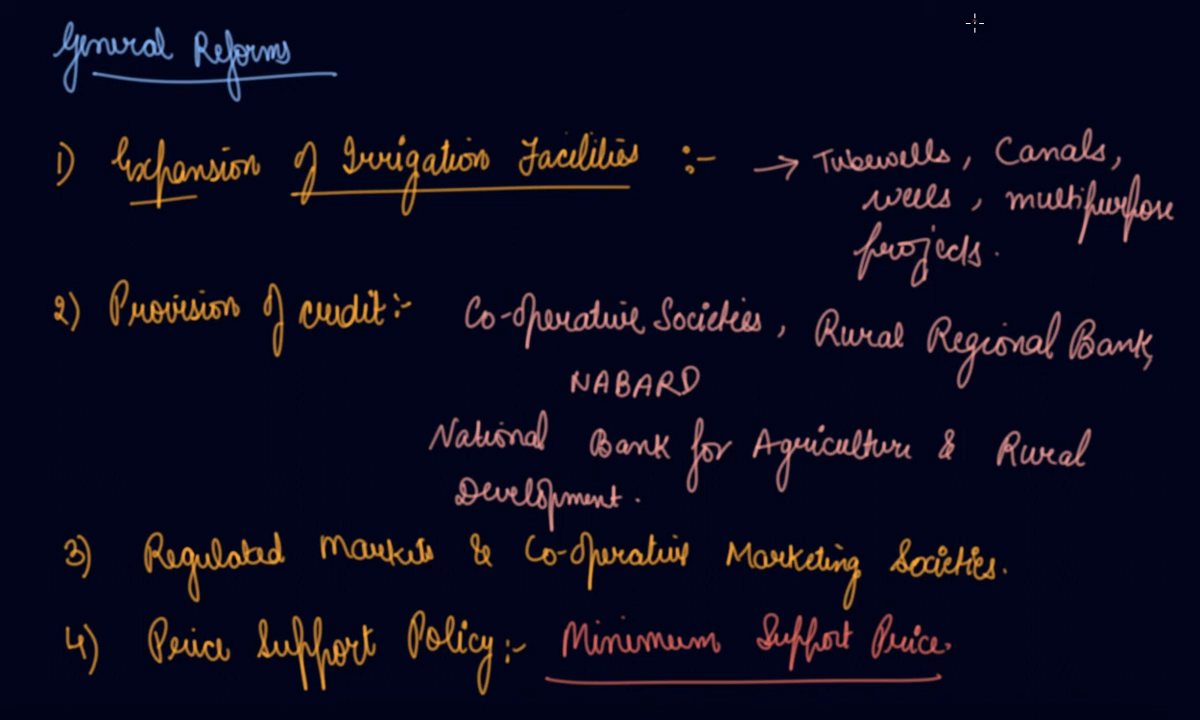 General Reforms
1) Expansion of Irrigation Facilities :- → Tubewells, Canals,
wells, multipurpose
projects.
2) Provision of credit :- Co-operative Societies, Rural Regional Bank,
NABARD
National Bank for Agriculture & Rural
Development.
3) Regulated Markets & Co-operative Marketing Societies.
4) Price Support Policy :- Minimum Support Price.